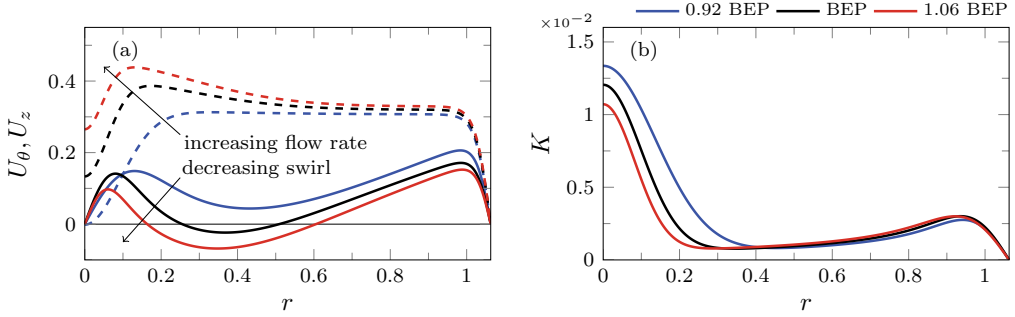 0.92 BEP BEP 1.06 BEP
(a)
increasing flow rate
decreasing swirl
U_θ, U_z
0.4
0.2
0
0 0.2 0.4 0.6 0.8 1
r
×10⁻²
(b)
K
1.5
1
0.5
0
0 0.2 0.4 0.6 0.8 1
r